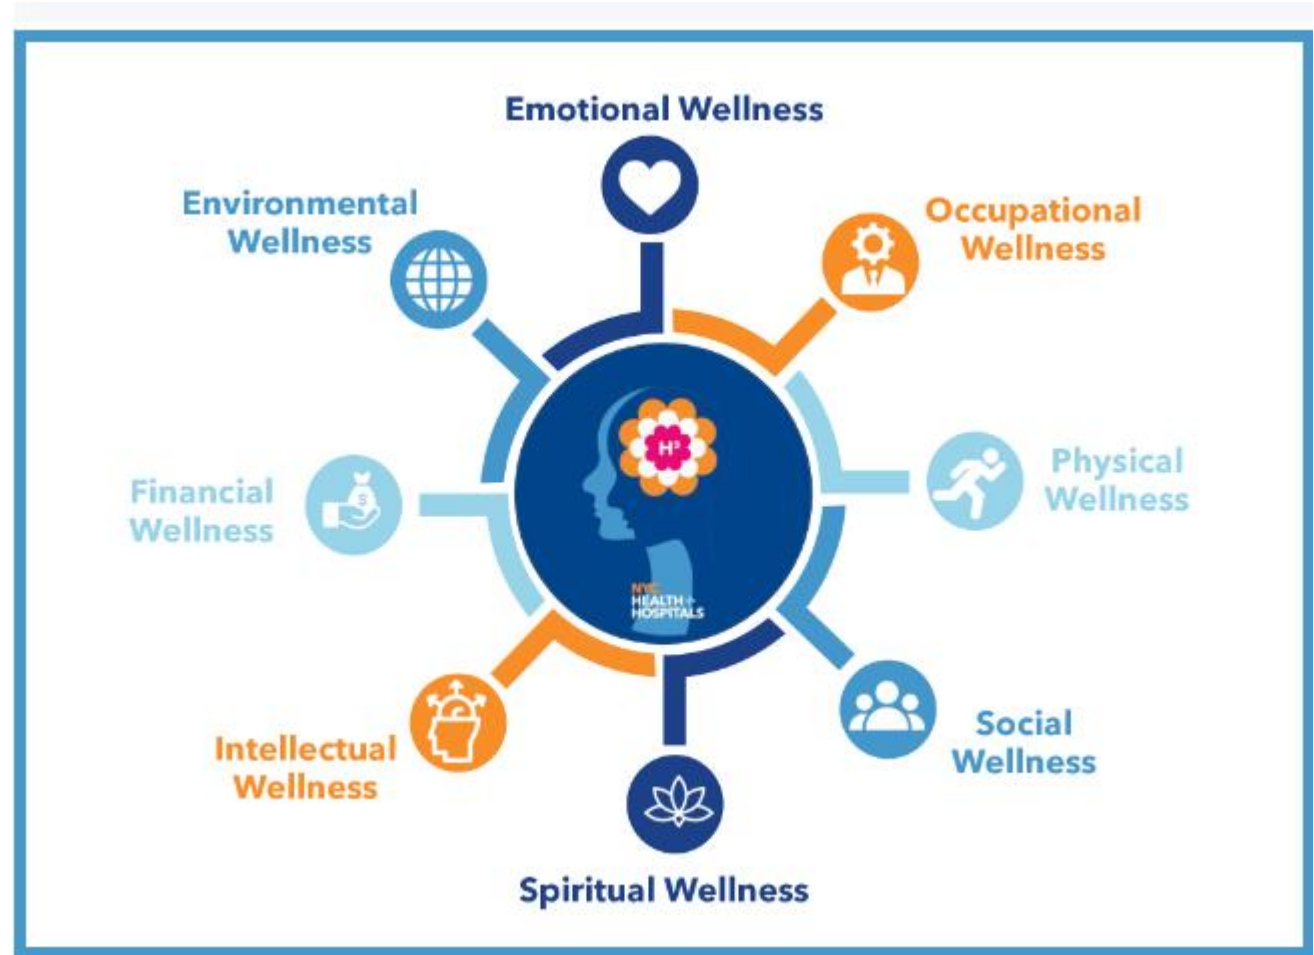 Emotional Wellness
Environmental
Wellness
Occupational
Wellness
Financial
Wellness
$
H³
Physical
Wellness
NYC
HEALTH+
HOSPITALS
Intellectual
Wellness
Social
Wellness
Spiritual Wellness